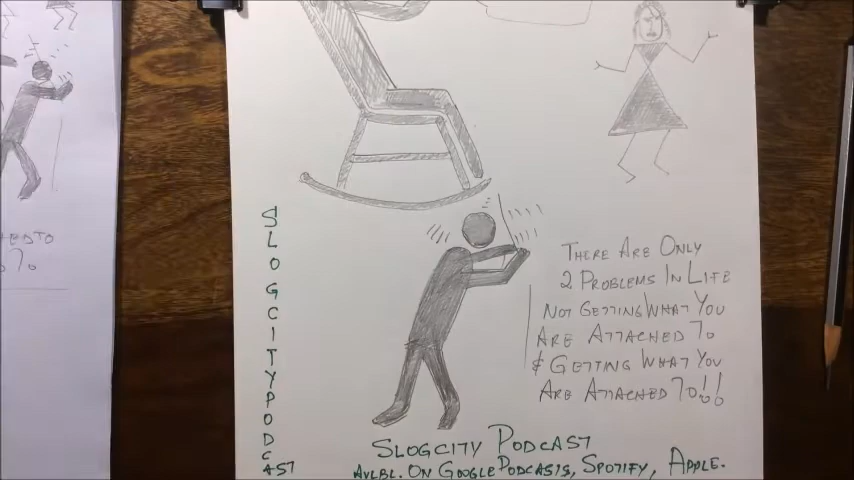 SLOGCITYPODCAST
THERE ARE ONLY
2 PROBLEMS IN LIFE
NOT GETTING WHAT YOU
ARE ATTACHED TO
& GETTING WHAT YOU
ARE ATTACHED TO!!
SLOGCITY PODCAST
AVLBL. ON GOOGLE PODCASTS, SPOTIFY, APPLE.